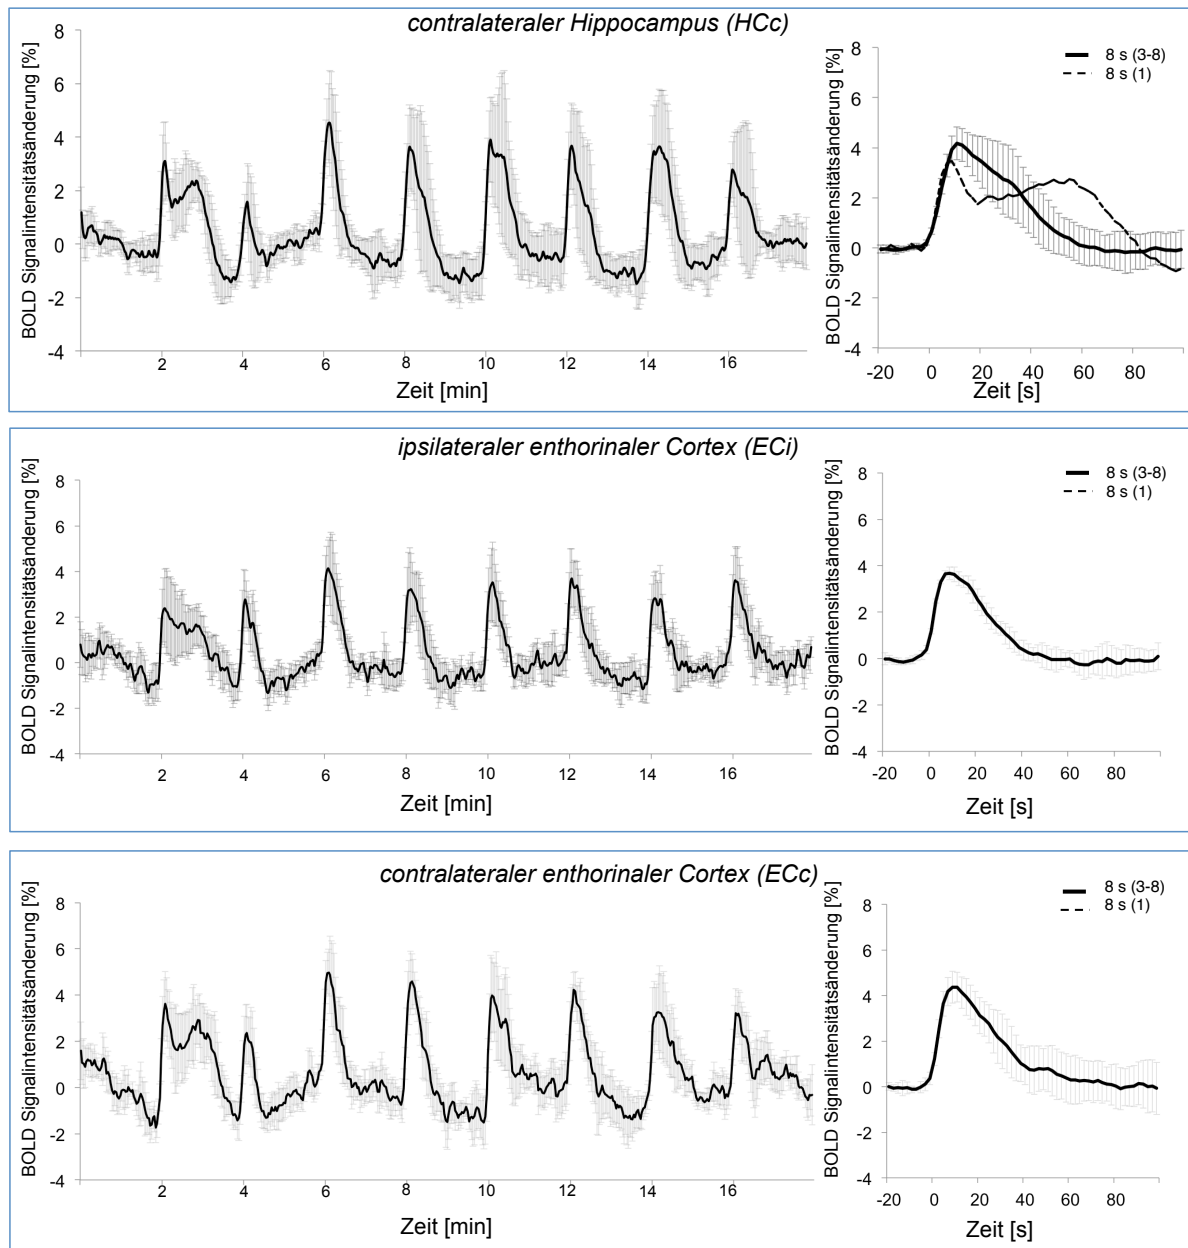 contralateraler Hippocampus (HCc)
BOLD Signalintensitätsänderung [%]
8
6
4
2
0
-2
-4
2 4 6 8 10 12 14 16
Zeit [min]
BOLD Signalintensitätsänderung [%]
8
6
4
2
0
-2
-4
-20 0 20 40 60 80
Zeit [s]
8 s (3-8)
8 s (1)
ipsilateraler enthorinaler Cortex (ECi)
BOLD Signalintensitätsänderung [%]
8
6
4
2
0
-2
-4
2 4 6 8 10 12 14 16
Zeit [min]
BOLD Signalintensitätsänderung [%]
8
6
4
2
0
-2
-4
-20 0 20 40 60 80
Zeit [s]
8 s (3-8)
8 s (1)
contralateraler enthorinaler Cortex (ECc)
BOLD Signalintensitätsänderung [%]
8
6
4
2
0
-2
-4
2 4 6 8 10 12 14 16
Zeit [min]
BOLD Signalintensitätsänderung [%]
8
6
4
2
0
-2
-4
-20 0 20 40 60 80
Zeit [s]
8 s (3-8)
8 s (1)